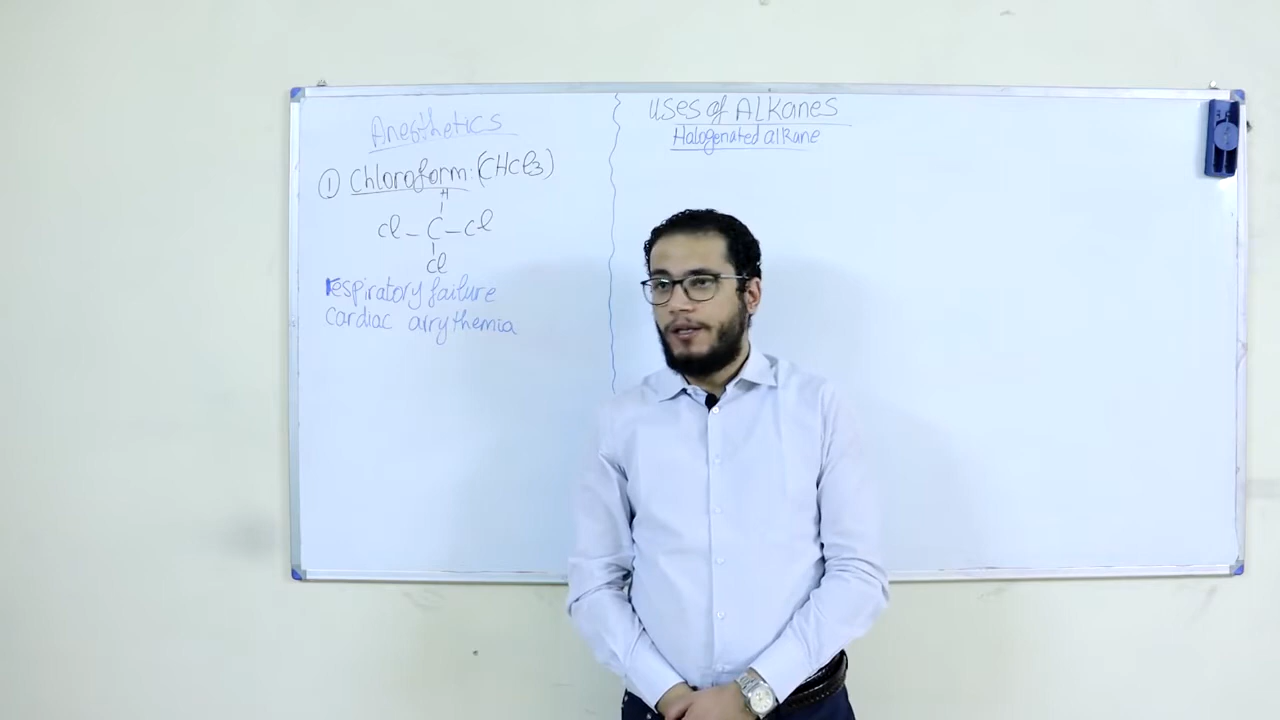 Anesthetics
① Chloroform: (CHCl3)
H
Cl – C – Cl
Cl
respiratory failure
cardiac arrythemia
Uses of ALKanes
Halogenated alkane